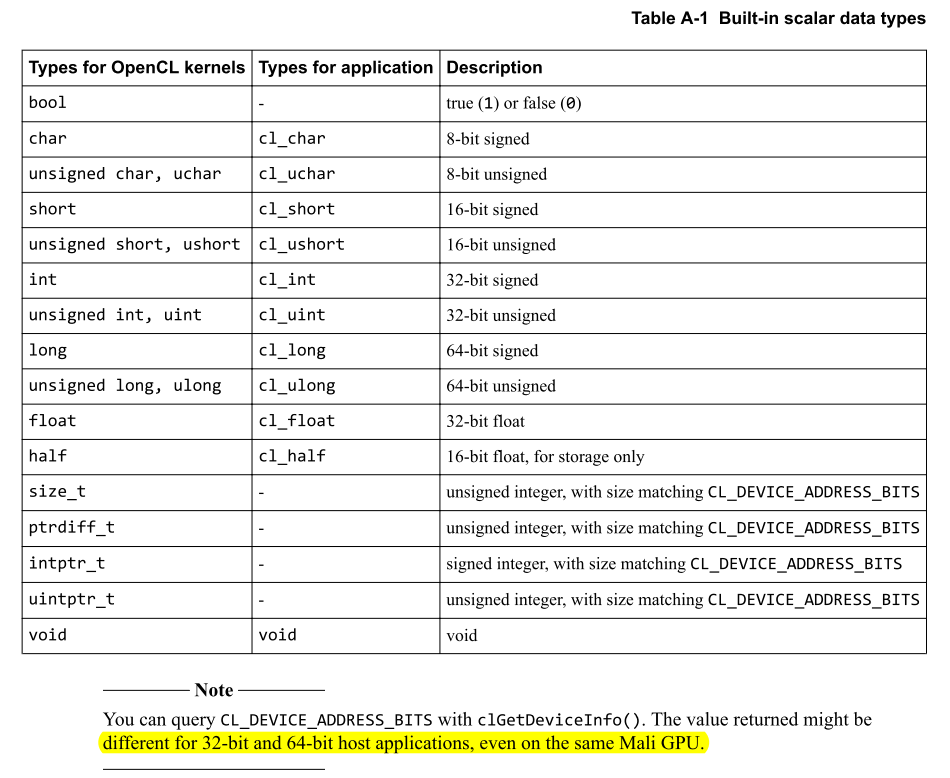 Table A-1 Built-in scalar data types
Types for OpenCL kernels Types for application Description
bool - true (1) or false (0)
char cl_char 8-bit signed
unsigned char, uchar cl_uchar 8-bit unsigned
short cl_short 16-bit signed
unsigned short, ushort cl_ushort 16-bit unsigned
int cl_int 32-bit signed
unsigned int, uint cl_uint 32-bit unsigned
long cl_long 64-bit signed
unsigned long, ulong cl_ulong 64-bit unsigned
float cl_float 32-bit float
half cl_half 16-bit float, for storage only
size_t - unsigned integer, with size matching CL_DEVICE_ADDRESS_BITS
ptrdiff_t - unsigned integer, with size matching CL_DEVICE_ADDRESS_BITS
intptr_t - signed integer, with size matching CL_DEVICE_ADDRESS_BITS
uintptr_t - unsigned integer, with size matching CL_DEVICE_ADDRESS_BITS
void void void
Note
You can query CL_DEVICE_ADDRESS_BITS with clGetDeviceInfo(). The value returned might be
different for 32-bit and 64-bit host applications, even on the same Mali GPU.